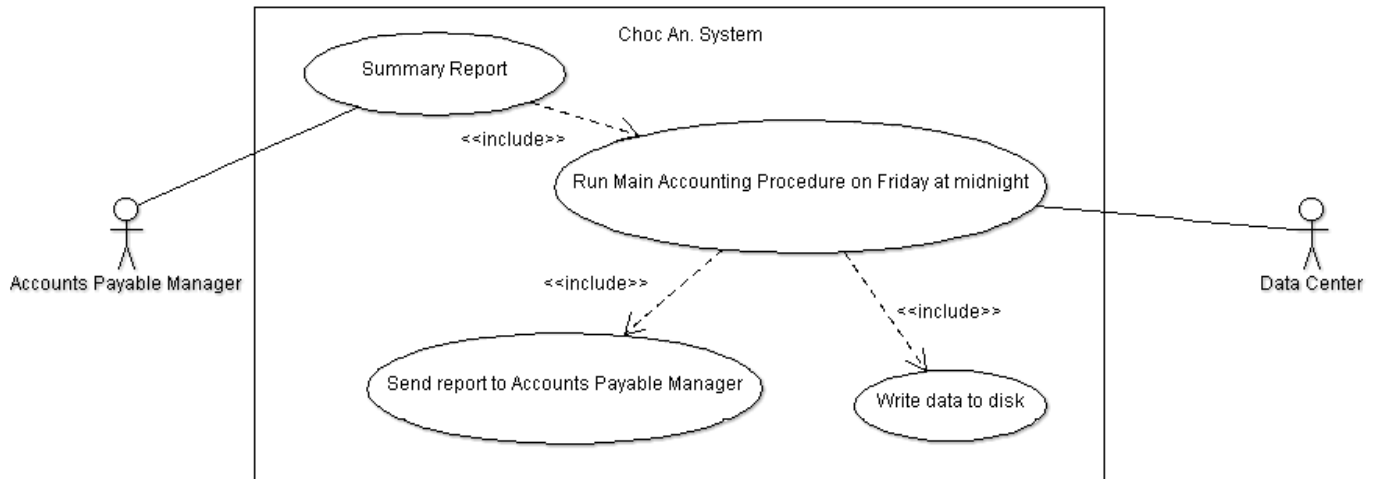 Choc An. System
Summary Report
<<include>>
Run Main Accounting Procedure on Friday at midnight
Accounts Payable Manager
Data Center
<<include>>
<<include>>
Send report to Accounts Payable Manager
Write data to disk